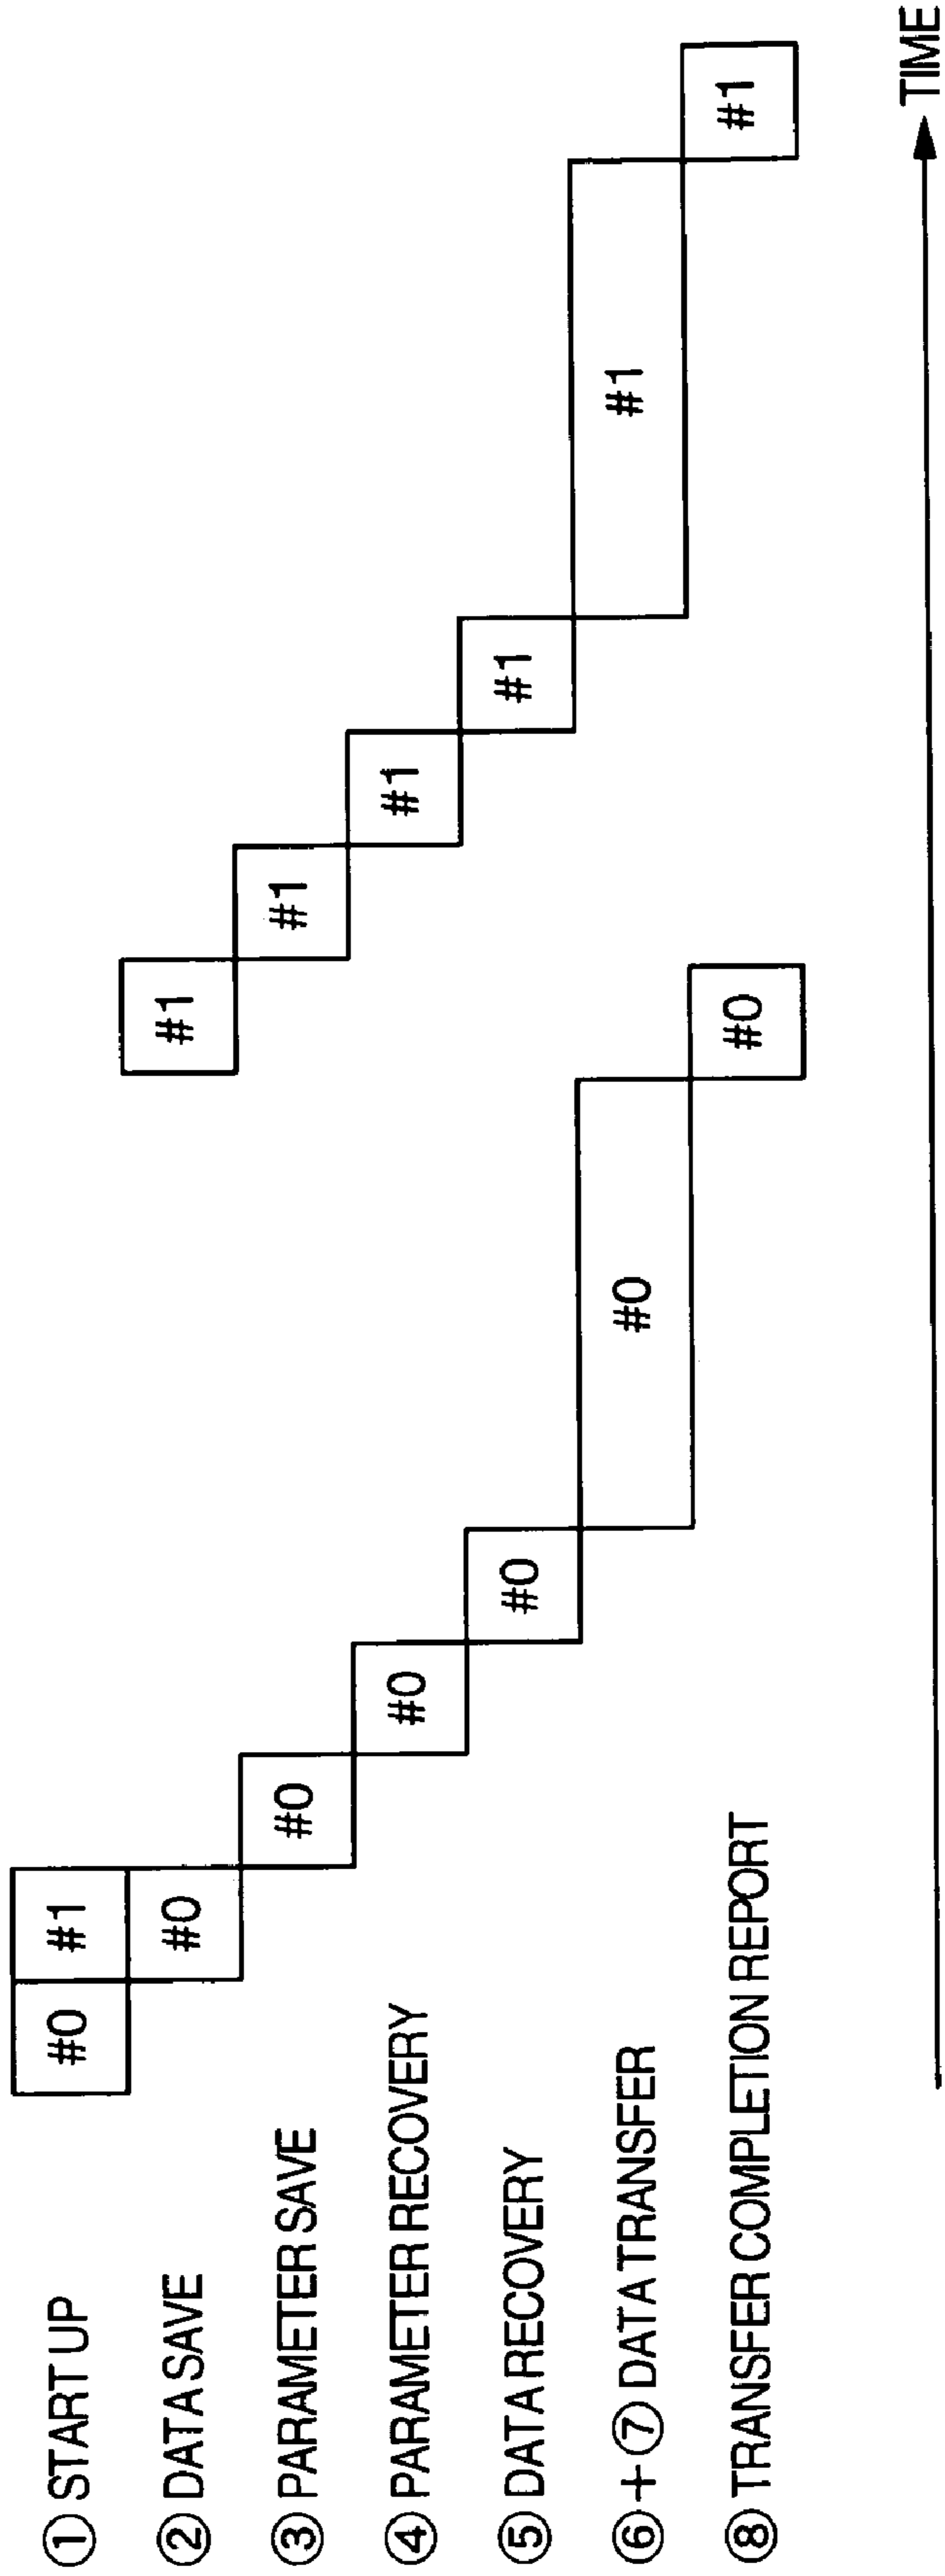 ① START UP #0 #1
② DATA SAVE #0 #1
③ PARAMETER SAVE #0 #1
④ PARAMETER RECOVERY #0 #1
⑤ DATA RECOVERY #0 #1
⑥+⑦ DATA TRANSFER #0 #1
⑧ TRANSFER COMPLETION REPORT #0 #1
TIME